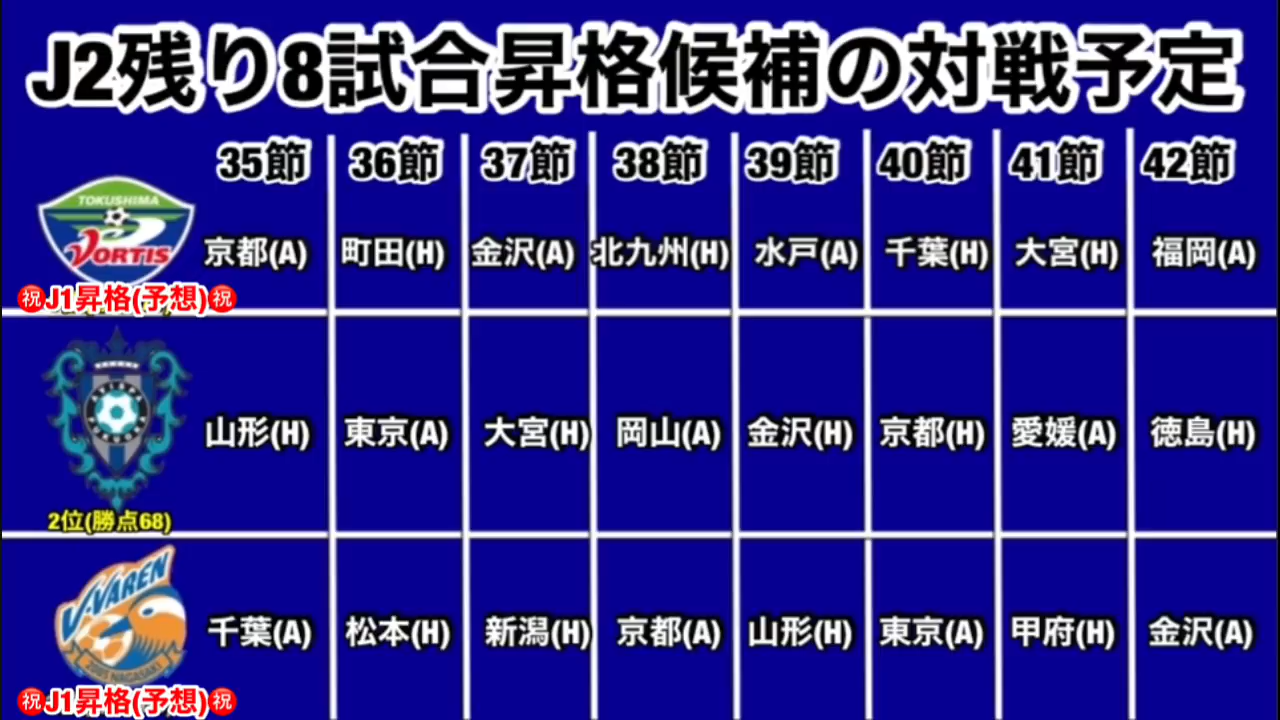 J2残り8試合昇格候補の対戦予定
35節 36節 37節 38節 39節 40節 41節 42節
TOKUSHIMA
VORTIS
京都(A) 町田(H) 金沢(A) 北九州(H) 水戸(A) 千葉(H) 大宮(H) 福岡(A)
㊗J1昇格(予想)㊗
AVISPA
山形(H) 東京(A) 大宮(H) 岡山(A) 金沢(H) 京都(H) 愛媛(A) 徳島(H)
2位(勝点68)
V·VAREN
千葉(A) 松本(H) 新潟(H) 京都(A) 山形(H) 東京(A) 甲府(H) 金沢(A)
2005 NAGASAKI
㊗J1昇格(予想)㊗